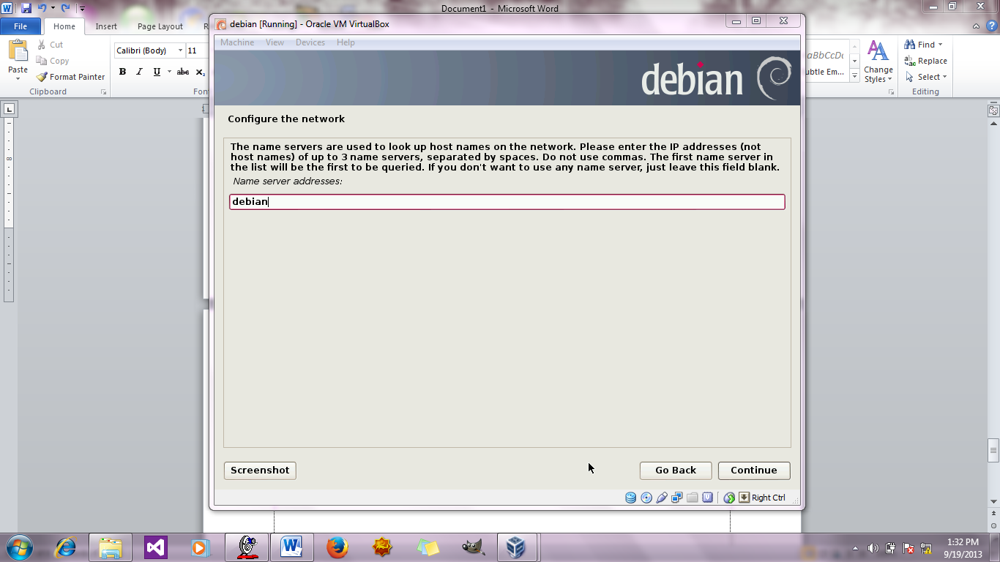 Document1 - Microsoft Word
File Home Insert Page Layout R
Cut
Copy
Format Painter
Paste
Clipboard
Calibri (Body) 11
B I U abc x₂
Font
debian [Running] - Oracle VM VirtualBox
Machine View Devices Help
debian
Configure the network
The name servers are used to look up host names on the network. Please enter the IP addresses (not
host names) of up to 3 name servers, separated by spaces. Do not use commas. The first name server in
the list will be the first to be queried. If you don't want to use any name server, just leave this field blank.
Name server addresses:
debian
Screenshot Go Back Continue
Right Ctrl
aBbCcDc
ubtle Em...
Change
Styles
Find
Replace
Select
Editing
1:32 PM
9/19/2013